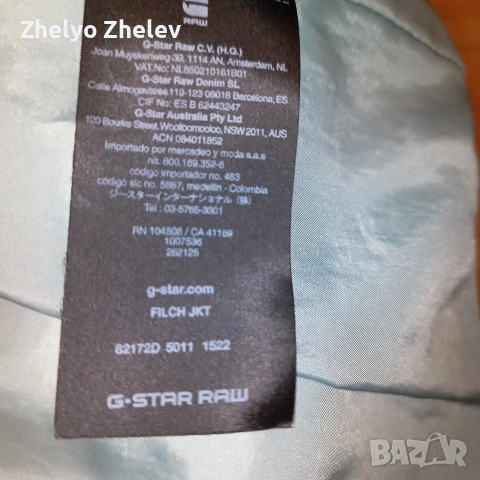 Zhelyo Zhelev
RAW
G-Star Raw C.V. (H.Q.)
Joan Muyskenweg 39, 1114 AN, Amsterdam, NL
VAT.No: NL850210161B01
G-Star Raw Denim SL
Calle Almogavares 119-123 08018 Barcelona, ES
CIF No: ES B 62443247
G-Star Australia Pty Ltd
120 Bourke Street, Woolloomooloo, NSW 2011, AUS
ACN 084011852
Importado por mercadeo y moda s.a.s
nit. 800.169.352-6
código importador no. 483
código sic no. 5887, medellin - Colombia
ジースターインターナショナル (株)
Tel : 03-5765-3301
RN 104508 / CA 41169
1007536
262125
g-star.com
FILCH JKT
82172D 5011 1522
G-STAR RAW
BAZAR